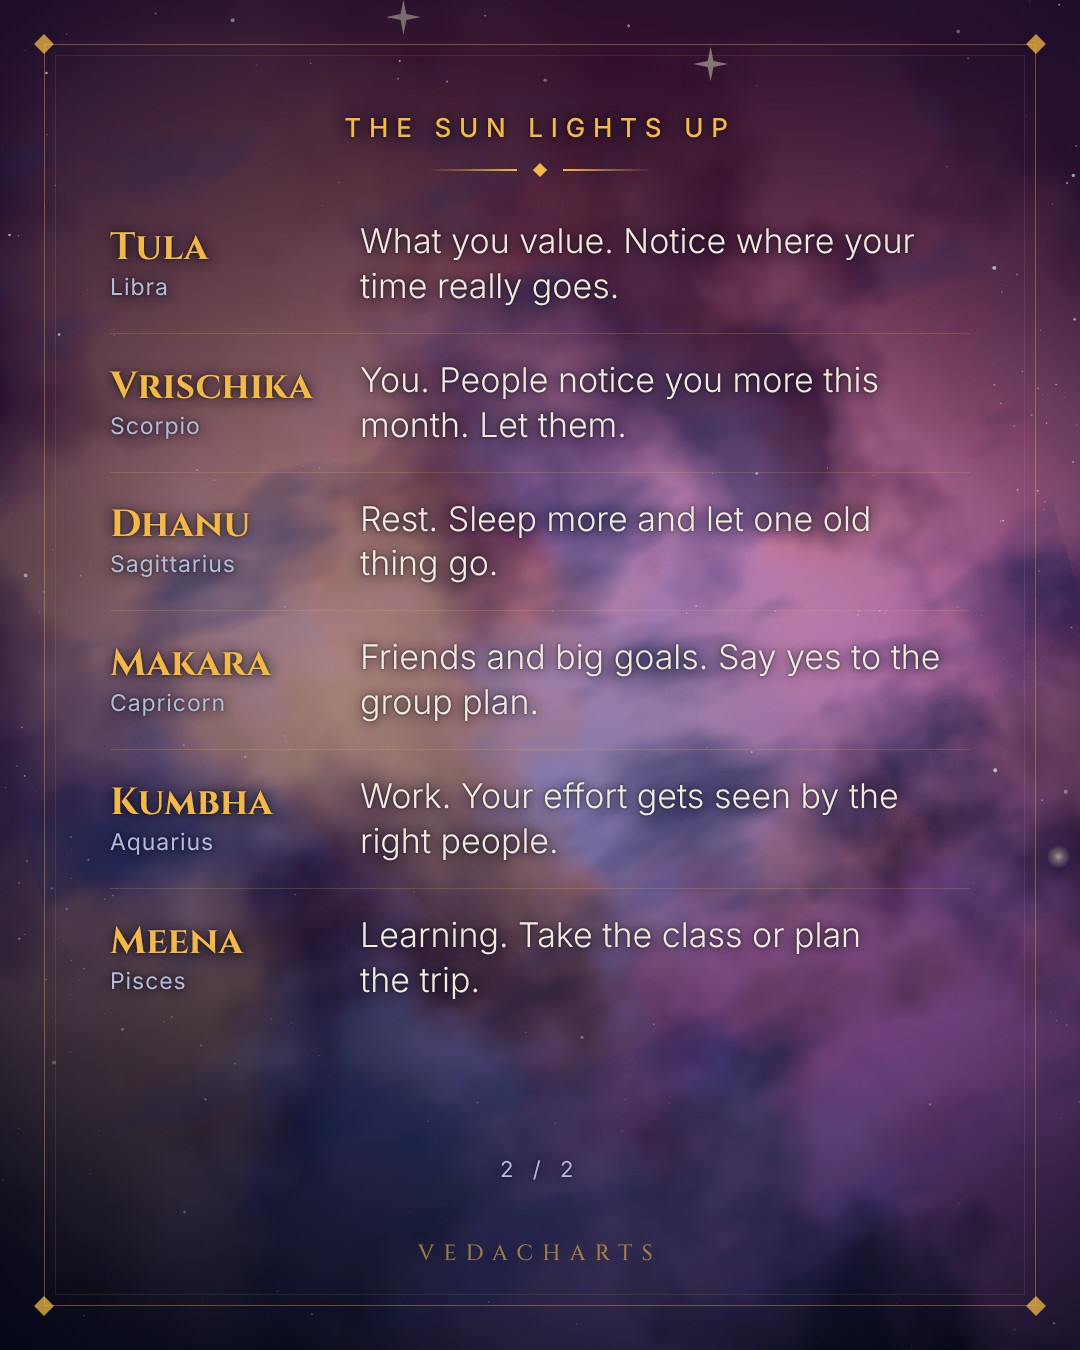 THE SUN LIGHTS UP
TULA
Libra
What you value. Notice where your
time really goes.
VRISCHIKA
Scorpio
You. People notice you more this
month. Let them.
DHANU
Sagittarius
Rest. Sleep more and let one old
thing go.
MAKARA
Capricorn
Friends and big goals. Say yes to the
group plan.
KUMBHA
Aquarius
Work. Your effort gets seen by the
right people.
MEENA
Pisces
Learning. Take the class or plan
the trip.
2 / 2
VEDACHARTS